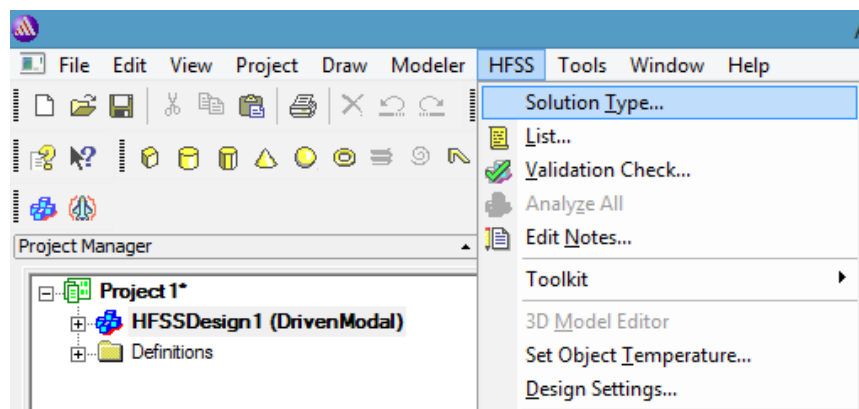 File Edit View Project Draw Modeler HFSS Tools Window Help
Solution Type...
List...
Validation Check...
Analyze All
Edit Notes...
Toolkit
3D Model Editor
Set Object Temperature...
Design Settings...
Project Manager
Project1*
HFSSDesign1 (DrivenModal)
Definitions